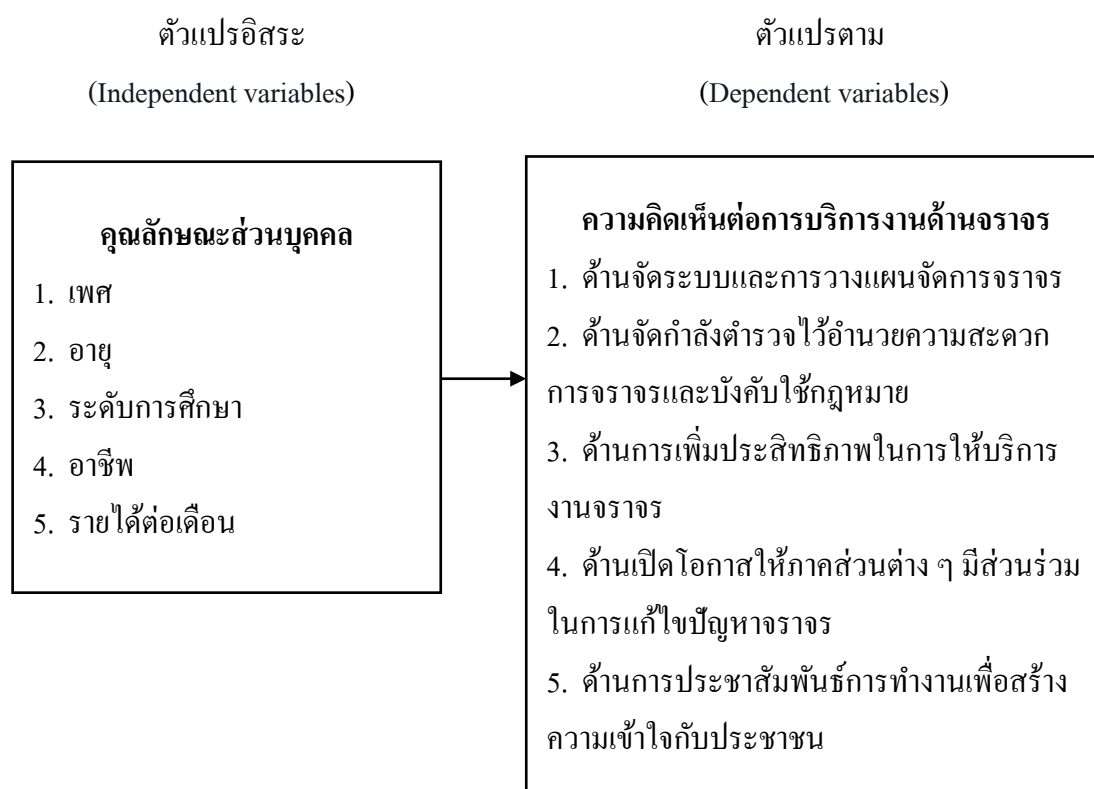 ตัวแปรอิสระ
(Independent variables)
คุณลักษณะส่วนบุคคล
1. เพศ
2. อายุ
3. ระดับการศึกษา
4. อาชีพ
5. รายได้ต่อเดือน
ตัวแปรตาม
(Dependent variables)
ความคิดเห็นต่อการบริการงานด้านจราจร
1. ด้านจัดระบบและการวางแผนจัดการจราจร
2. ด้านจัดกำลังตำรวจไว้อำนวยความสะดวก
การจราจรและบังคับใช้กฎหมาย
3. ด้านการเพิ่มประสิทธิภาพในการให้บริการ
งานจราจร
4. ด้านเปิดโอกาสให้ภาคส่วนต่าง ๆ มีส่วนร่วม
ในการแก้ไขปัญหาจราจร
5. ด้านการประชาสัมพันธ์การทำงานเพื่อสร้าง
ความเข้าใจกับประชาชน